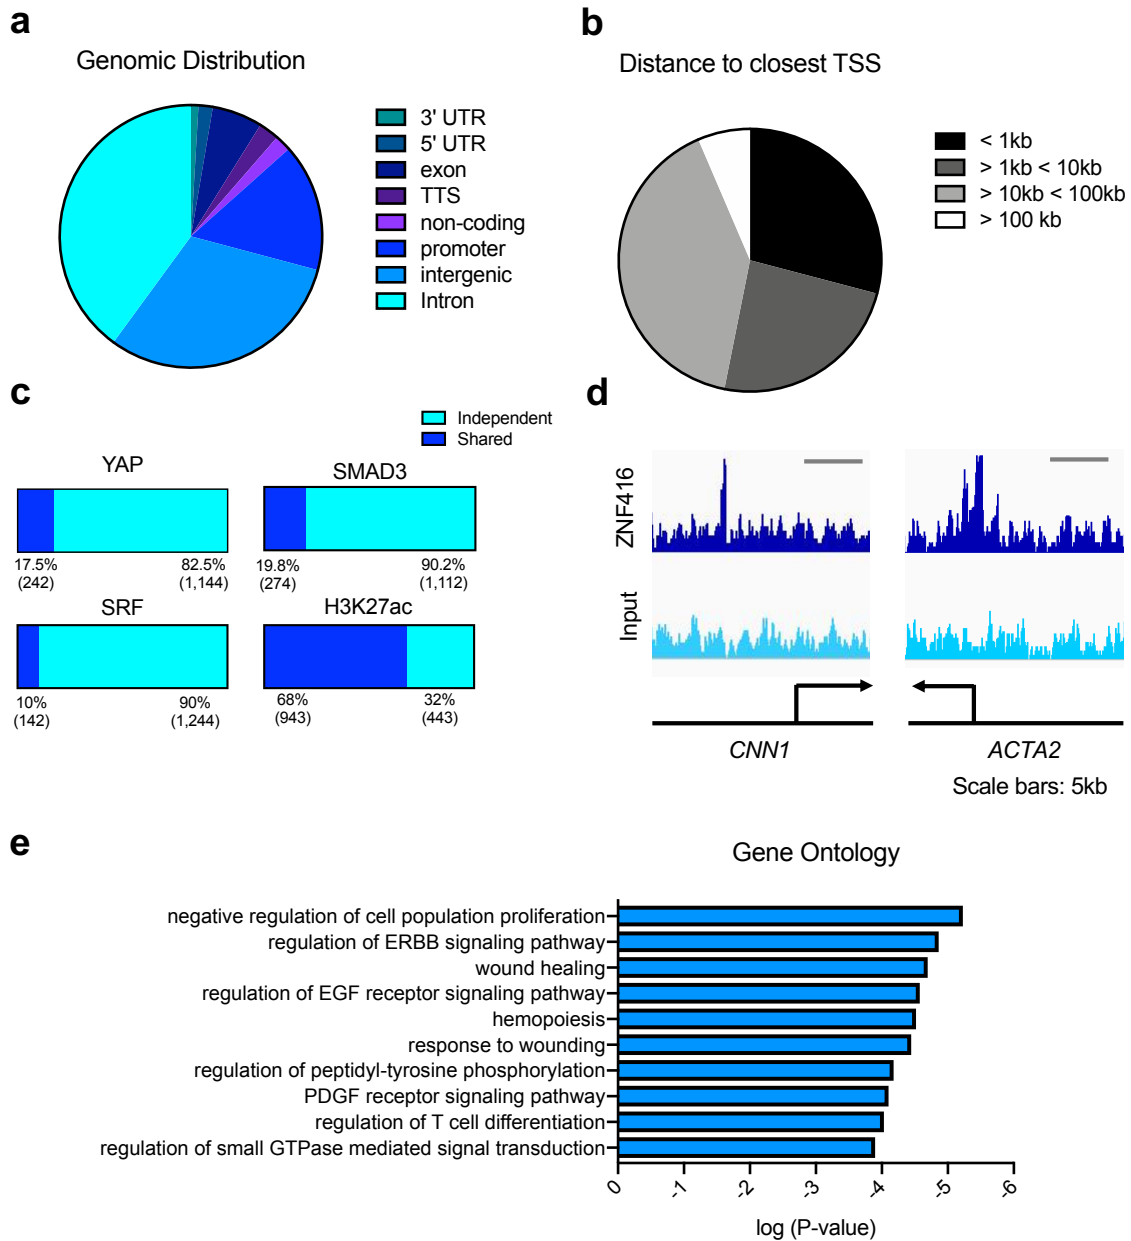 a
Genomic Distribution
3' UTR
5' UTR
exon
TTS
non-coding
promoter
intergenic
Intron
b
Distance to closest TSS
< 1kb
> 1kb < 10kb
> 10kb < 100kb
> 100 kb
c
Independent
Shared
YAP
17.5%
(242)
82.5%
(1,144)
SMAD3
19.8%
(274)
90.2%
(1,112)
SRF
10%
(142)
90%
(1,244)
H3K27ac
68%
(943)
32%
(443)
d
ZNF416
Input
CNN1
ACTA2
Scale bars: 5kb
e
Gene Ontology
negative regulation of cell population proliferation
regulation of ERBB signaling pathway
wound healing
regulation of EGF receptor signaling pathway
hemopoiesis
response to wounding
regulation of peptidyl-tyrosine phosphorylation
PDGF receptor signaling pathway
regulation of T cell differentiation
regulation of small GTPase mediated signal transduction
0 -1 -2 -3 -4 -5 -6
log (P-value)